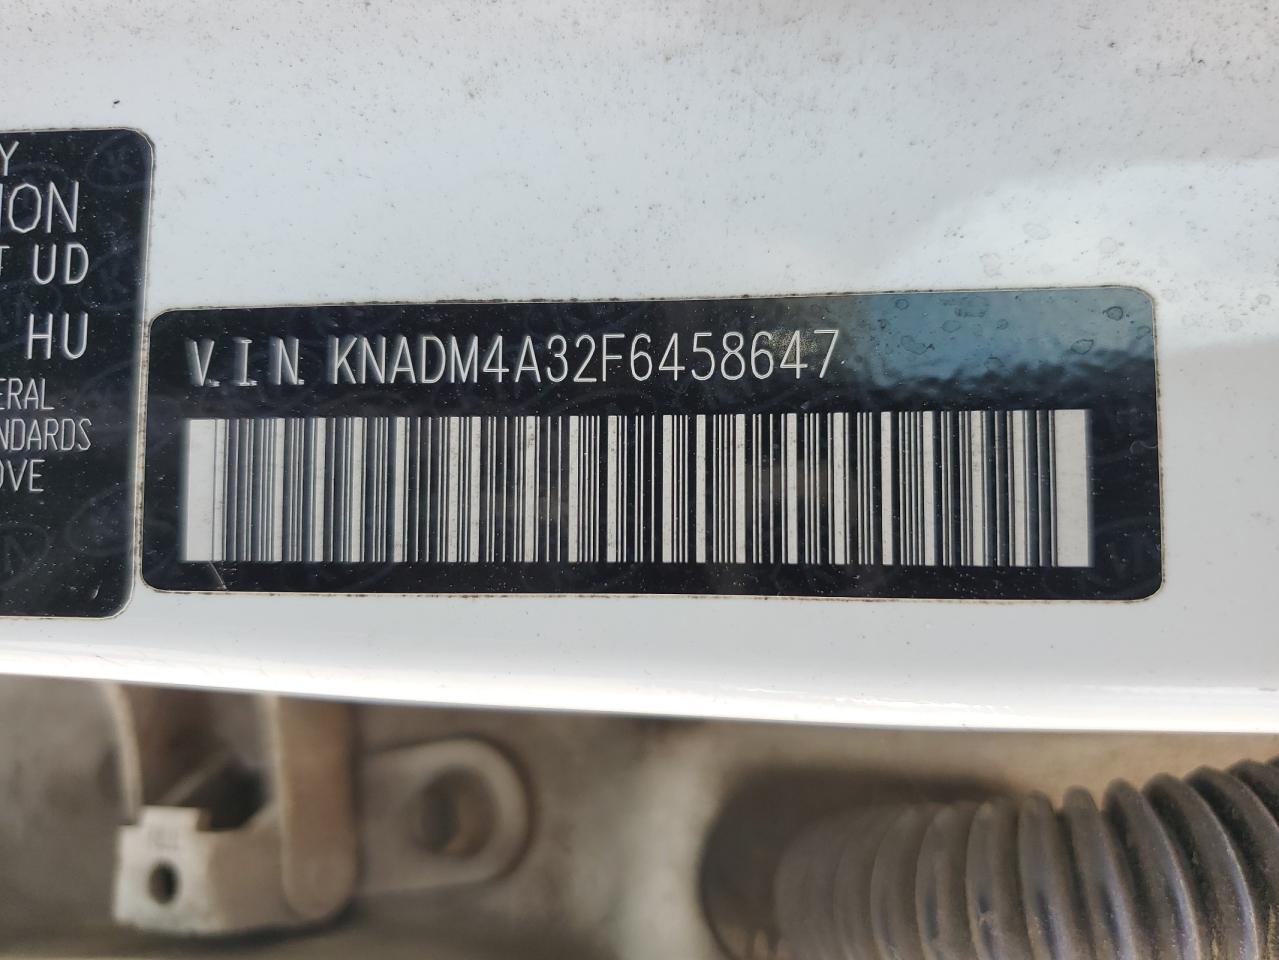 Y
ION
UD
HU
ERAL
NDARDS
OVE
V.I.N. KNADM4A32F6458647